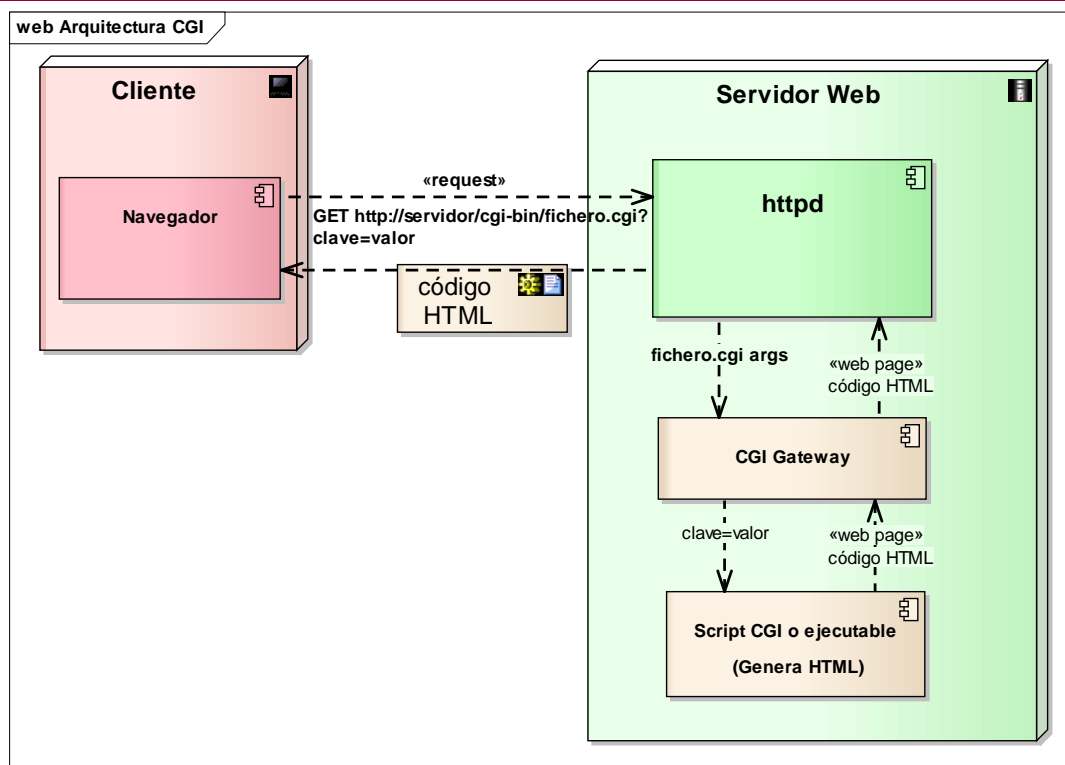 web Arquitectura CGI
Cliente
Servidor Web
Navegador
«request»
GET http://servidor/cgi-bin/fichero.cgi?
clave=valor
httpd
código
HTML
fichero.cgi args
«web page»
código HTML
CGI Gateway
clave=valor
«web page»
código HTML
Script CGI o ejecutable
(Genera HTML)